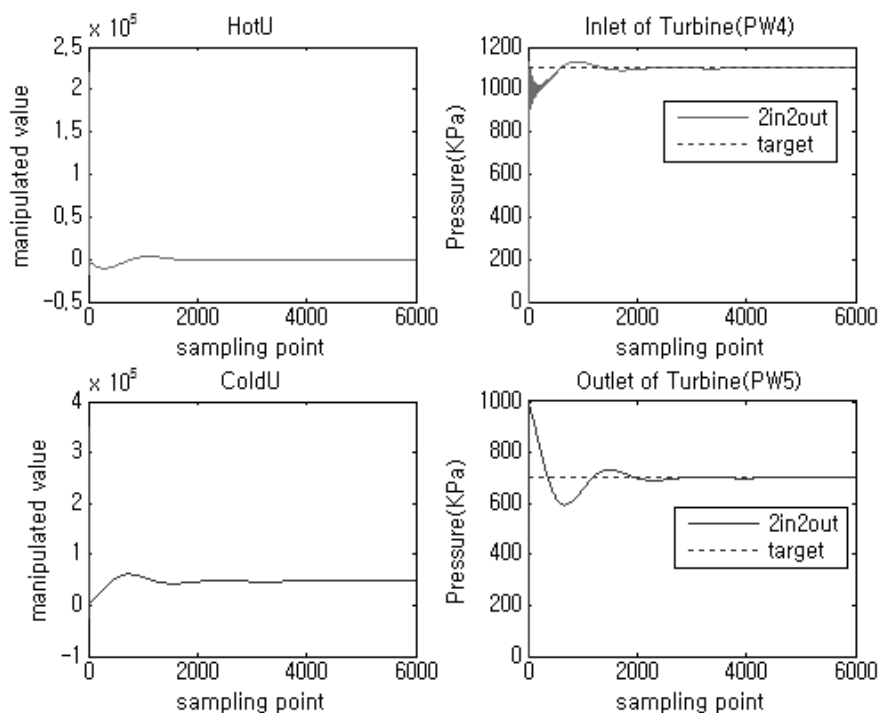 × 10⁵
HotU
2,5
2
1,5
1
0,5
0
-0,5
manipulated value
0
2000
4000
6000
sampling point
Inlet of Turbine(PW4)
1200
1000
800
600
400
200
0
Pressure(KPa)
2in2out
target
0
2000
4000
6000
sampling point
× 10⁵
ColdU
4
3
2
1
0
-1
manipulated value
0
2000
4000
6000
sampling point
Outlet of Turbine(PW5)
1000
800
600
400
200
0
Pressure(KPa)
2in2out
target
0
2000
4000
6000
sampling point